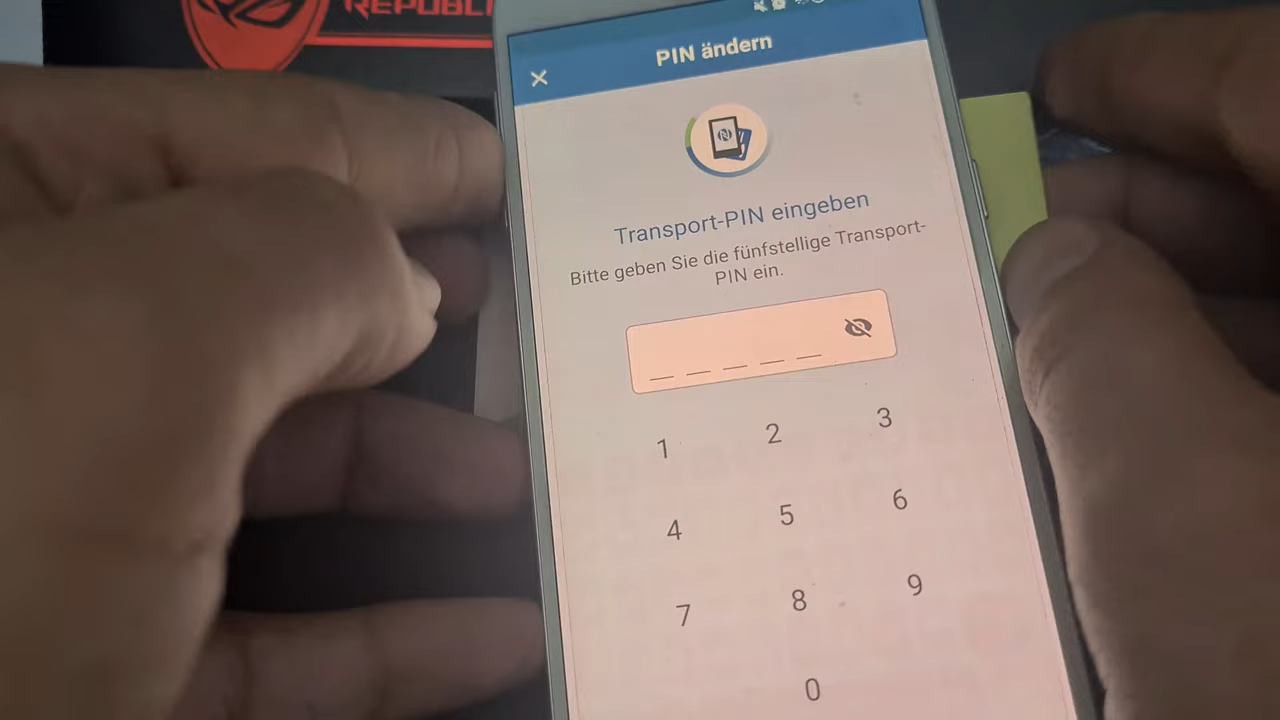 REPUBLI
PIN ändern
Transport-PIN eingeben
Bitte geben Sie die fünfstellige Transport-
PIN ein.
1 2 3
4 5 6
7 8 9
0